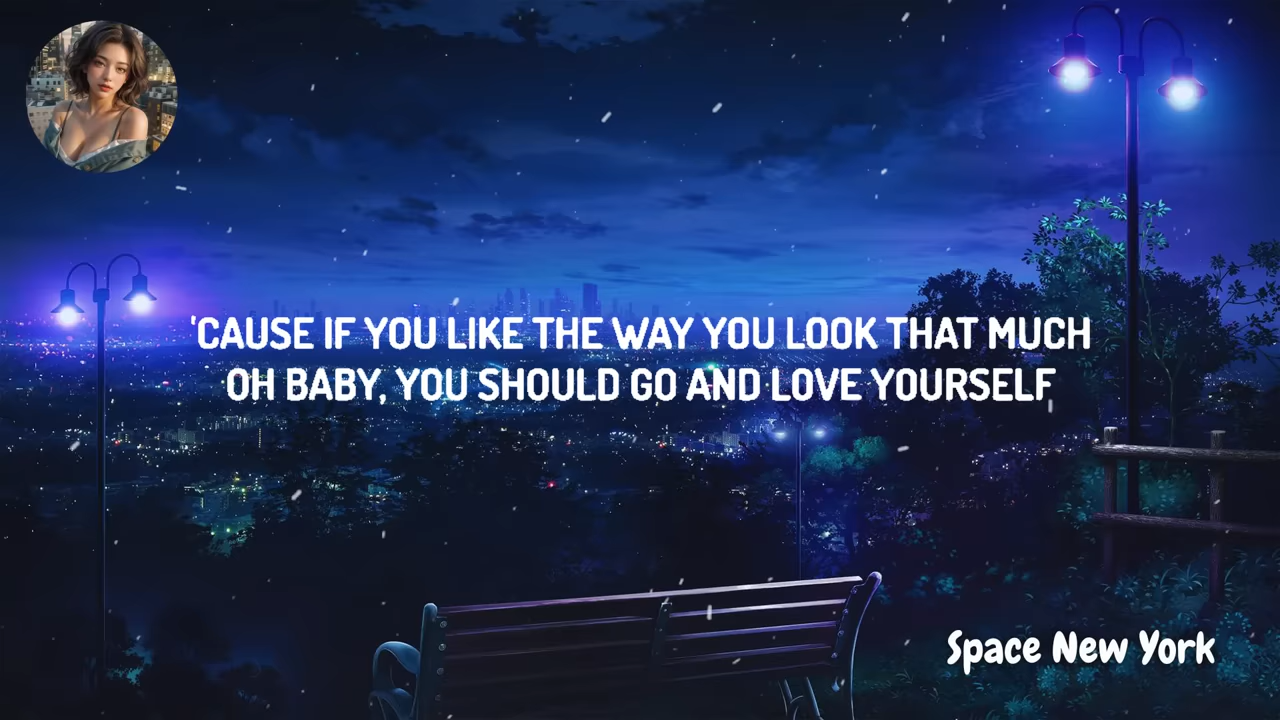 'CAUSE IF YOU LIKE THE WAY YOU LOOK THAT MUCH
OH BABY, YOU SHOULD GO AND LOVE YOURSELF
Space New York